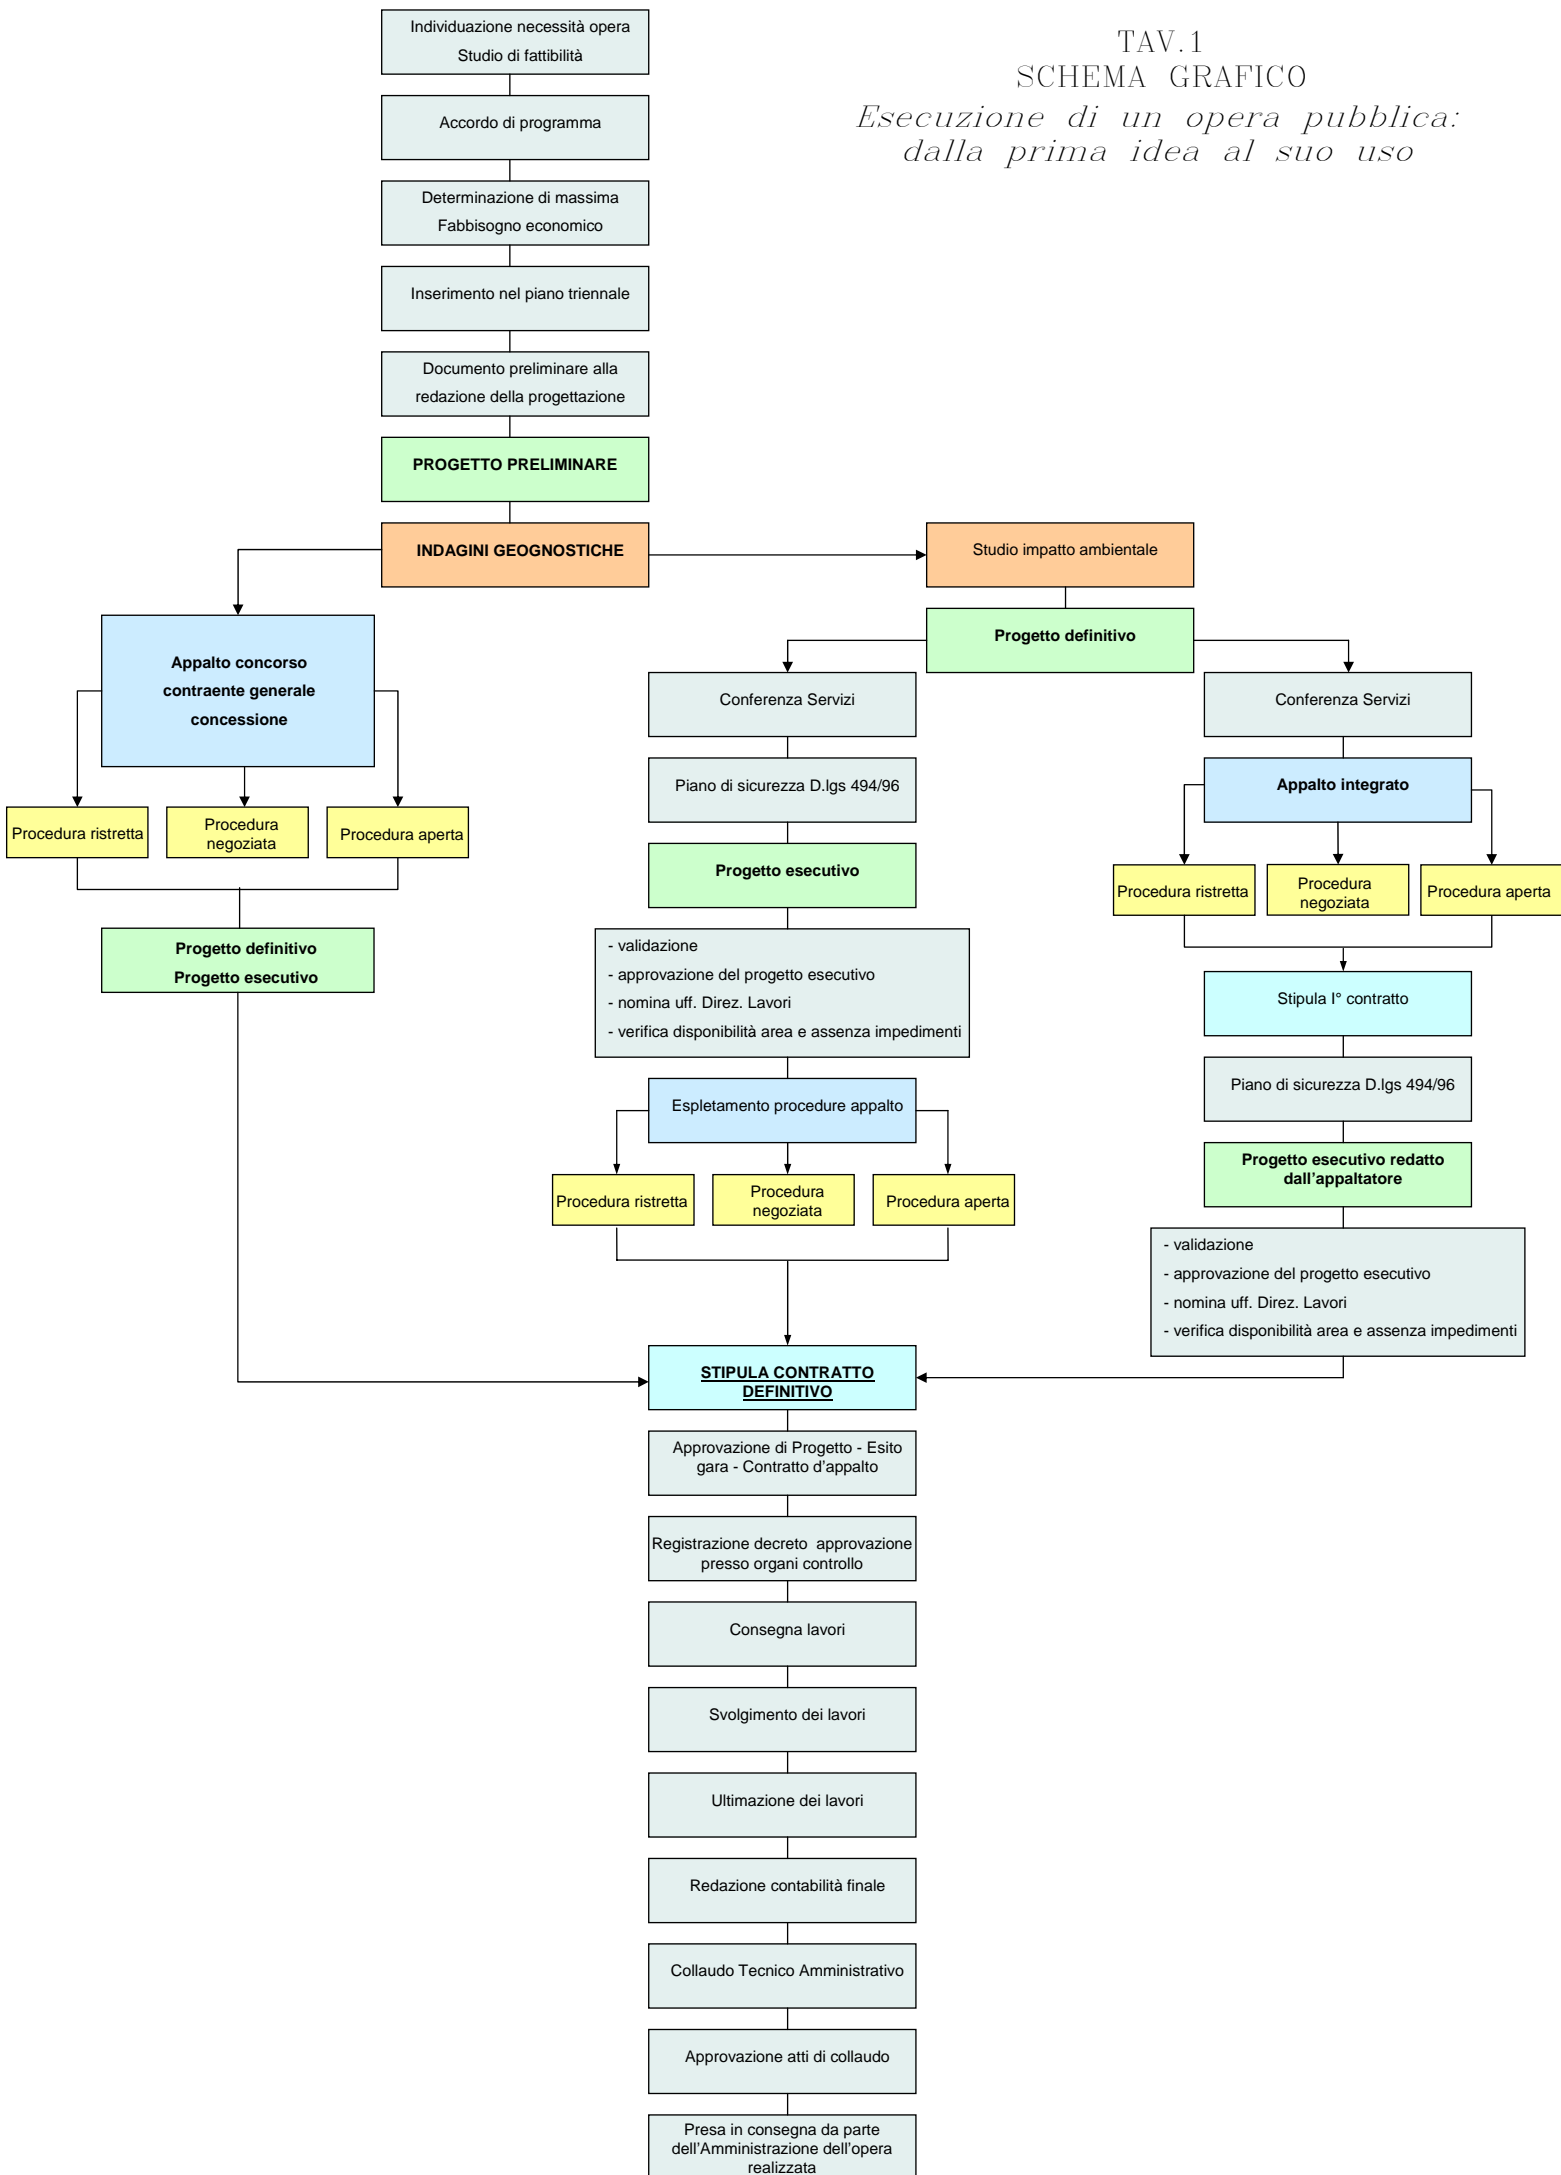 TAV.1
SCHEMA GRAFICO
Esecuzione di un opera pubblica:
dalla prima idea al suo uso
Individuazione necessità opera
Studio di fattibilità
Accordo di programma
Determinazione di massima
Fabbisogno economico
Inserimento nel piano triennale
Documento preliminare alla
redazione della progettazione
PROGETTO PRELIMINARE
INDAGINI GEOGNOSTICHE
Studio impatto ambientale
Appalto concorso
contraente generale
concessione
Procedura ristretta
Procedura
negoziata
Procedura aperta
Progetto definitivo
Progetto esecutivo
Progetto definitivo
Conferenza Servizi
Piano di sicurezza D.lgs 494/96
Progetto esecutivo
- validazione
- approvazione del progetto esecutivo
- nomina uff. Direz. Lavori
- verifica disponibilità area e assenza impedimenti
Espletamento procedure appalto
Procedura ristretta
Procedura
negoziata
Procedura aperta
Conferenza Servizi
Appalto integrato
Procedura ristretta
Procedura
negoziata
Procedura aperta
Stipula I° contratto
Piano di sicurezza D.lgs 494/96
Progetto esecutivo redatto
dall'appaltatore
- validazione
- approvazione del progetto esecutivo
- nomina uff. Direz. Lavori
- verifica disponibilità area e assenza impedimenti
STIPULA CONTRATTO
DEFINITIVO
Approvazione di Progetto - Esito
gara - Contratto d'appalto
Registrazione decreto approvazione
presso organi controllo
Consegna lavori
Svolgimento dei lavori
Ultimazione dei lavori
Redazione contabilità finale
Collaudo Tecnico Amministrativo
Approvazione atti di collaudo
Presa in consegna da parte
dell'Amministrazione dell'opera
realizzata